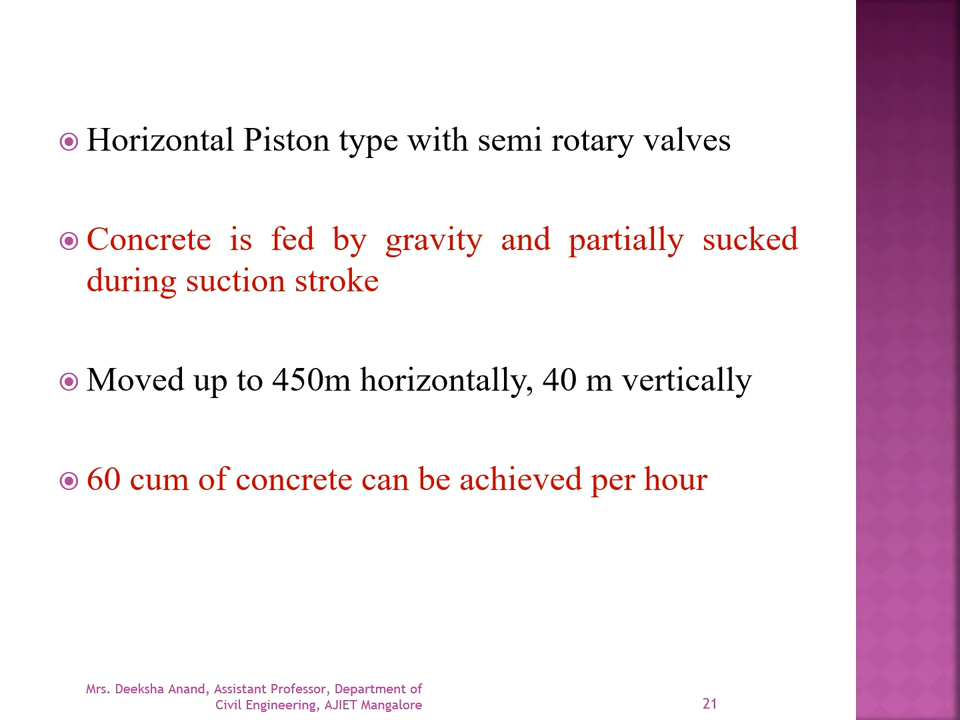 Horizontal Piston type with semi rotary valves
Concrete is fed by gravity and partially sucked
during suction stroke
Moved up to 450m horizontally, 40 m vertically
60 cum of concrete can be achieved per hour
Mrs. Deeksha Anand, Assistant Professor, Department of
Civil Engineering, AJIET Mangalore
21